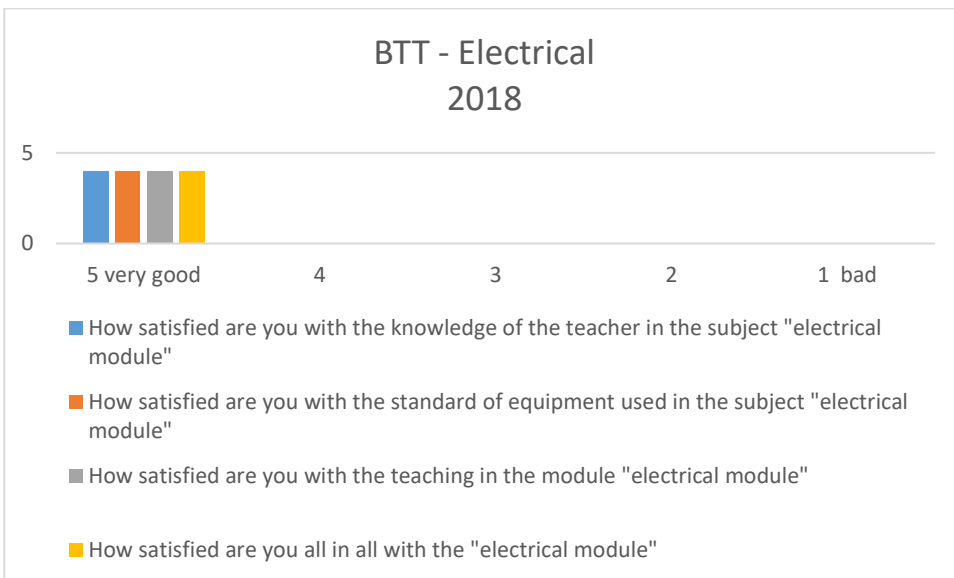 BTT - Electrical
2018
5
0
5 very good 4 3 2 1 bad
How satisfied are you with the knowledge of the teacher in the subject "electrical
module"
How satisfied are you with the standard of equipment used in the subject "electrical
module"
How satisfied are you with the teaching in the module "electrical module"
How satisfied are you all in all with the "electrical module"